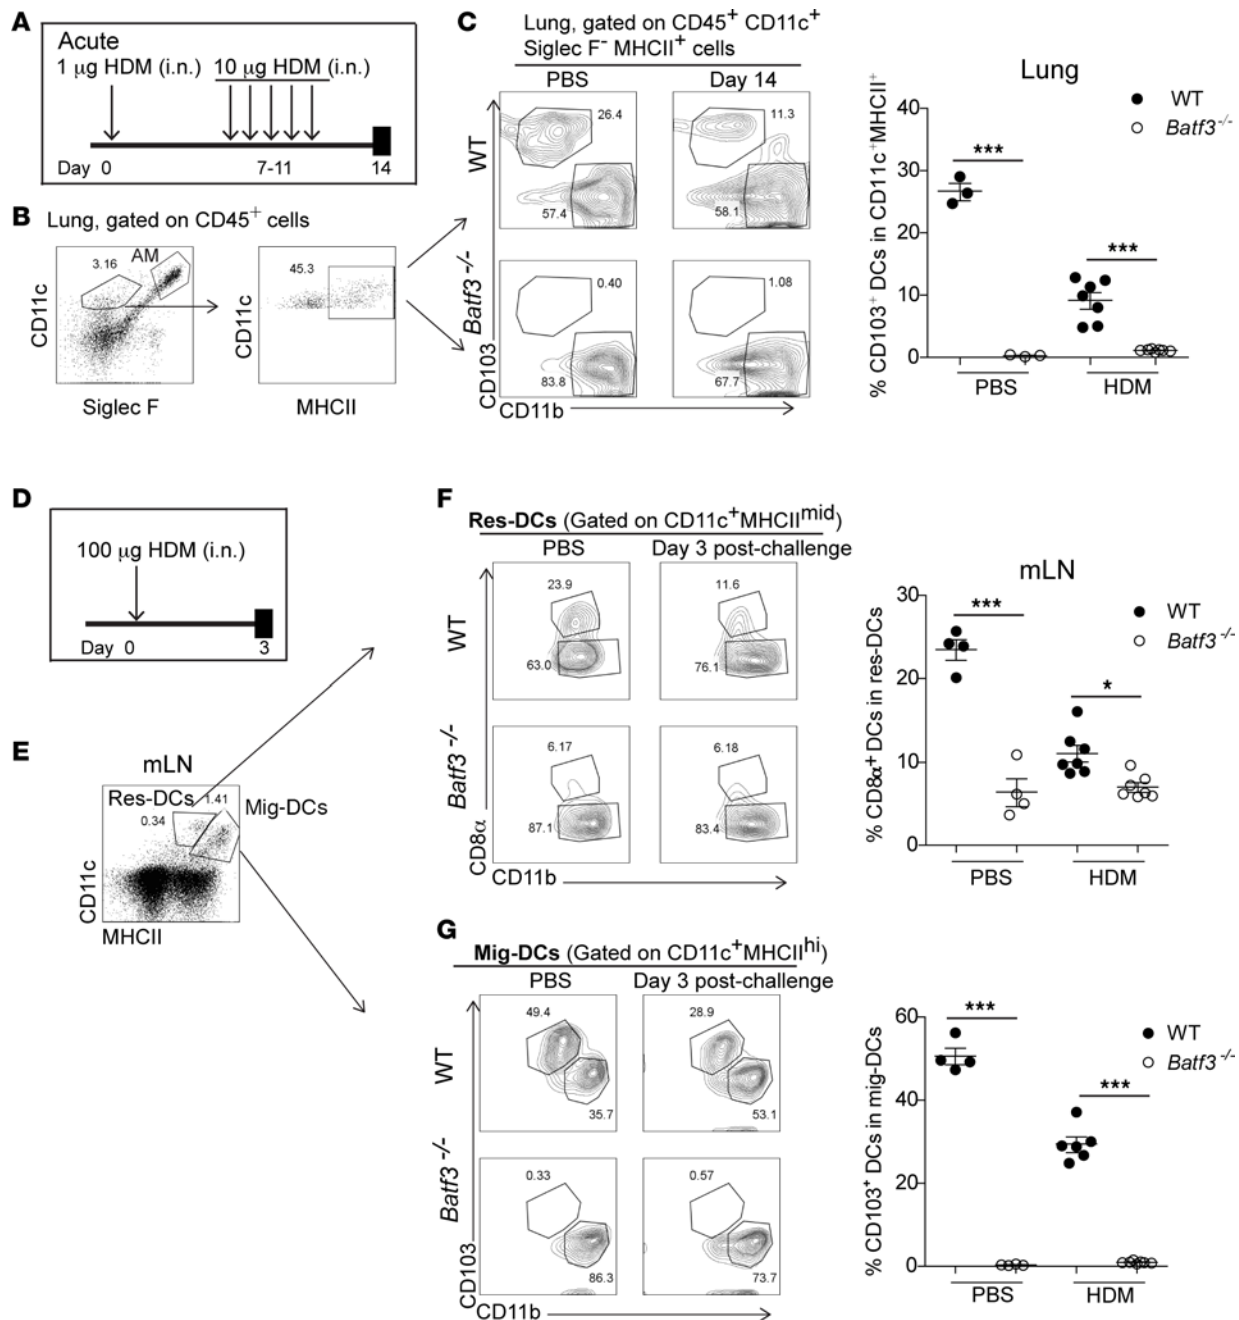 A
Acute
1 μg HDM (i.n.) 10 μg HDM (i.n.)
Day 0 7-11 14
B Lung, gated on CD45+ cells
3.16 AM
CD11c
Siglec F
45.3
CD11c
MHCII
C Lung, gated on CD45+ CD11c+
Siglec F- MHCII+ cells
PBS Day 14
WT
26.4
57.4
11.3
58.1
Batf3 -/-
0.40
83.8
1.08
67.7
CD103
CD11b
Lung
WT
Batf3-/-
% CD103+ DCs in CD11c+MHCII+
40
30
20
10
0
***
***
PBS HDM
D
100 μg HDM (i.n.)
Day 0 3
E
mLN
Res-DCs 1.41 Mig-DCs
0.34
CD11c
MHCII
F
Res-DCs (Gated on CD11c+MHCIImid)
PBS Day 3 post-challenge
WT
23.9
63.0
11.6
76.1
Batf3 -/-
6.17
87.1
6.18
83.4
CD8α
CD11b
mLN
WT
Batf3-/-
% CD8α+ DCs in res-DCs
30
20
10
0
***
*
PBS HDM
G
Mig-DCs (Gated on CD11c+MHCIIhi)
PBS Day 3 post-challenge
WT
49.4
35.7
28.9
53.1
Batf3 -/-
0.33
86.3
0.57
73.7
CD103
CD11b
WT
Batf3 -/-
% CD103+ DCs in mig-DCs
60
40
20
0
***
***
PBS HDM